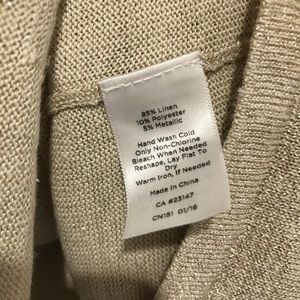 85% Linen
10% Polyester
5% Metallic
Hand Wash Cold
Only Non-Chlorine
Bleach When Needed
Reshape, Lay Flat To
Dry
Warm Iron, If Needed
Made in China
CA #23147
CN151 01/16